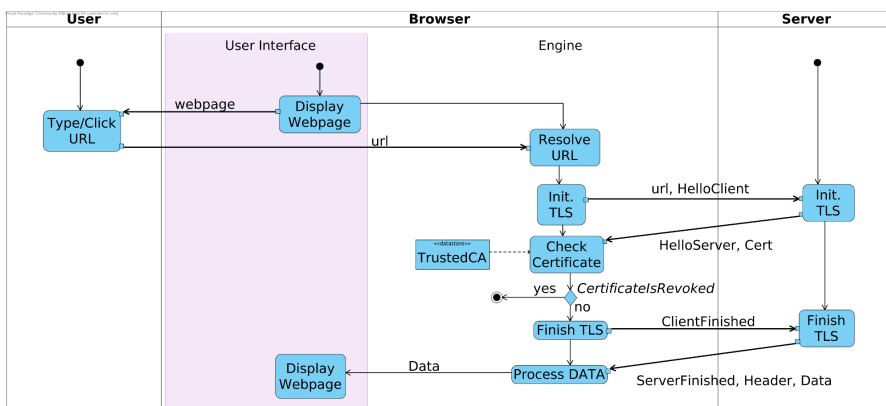 User
Browser
Server
User Interface
Engine
Display
Webpage
webpage
Type/Click
URL
url
Resolve
URL
Init.
TLS
url, HelloClient
Init.
TLS
HelloServer, Cert
<<datastore>>
TrustedCA
Check
Certificate
yes
CertificateIsRevoked
no
Finish TLS
ClientFinished
Finish
TLS
Display
Webpage
Data
Process DATA
ServerFinished, Header, Data